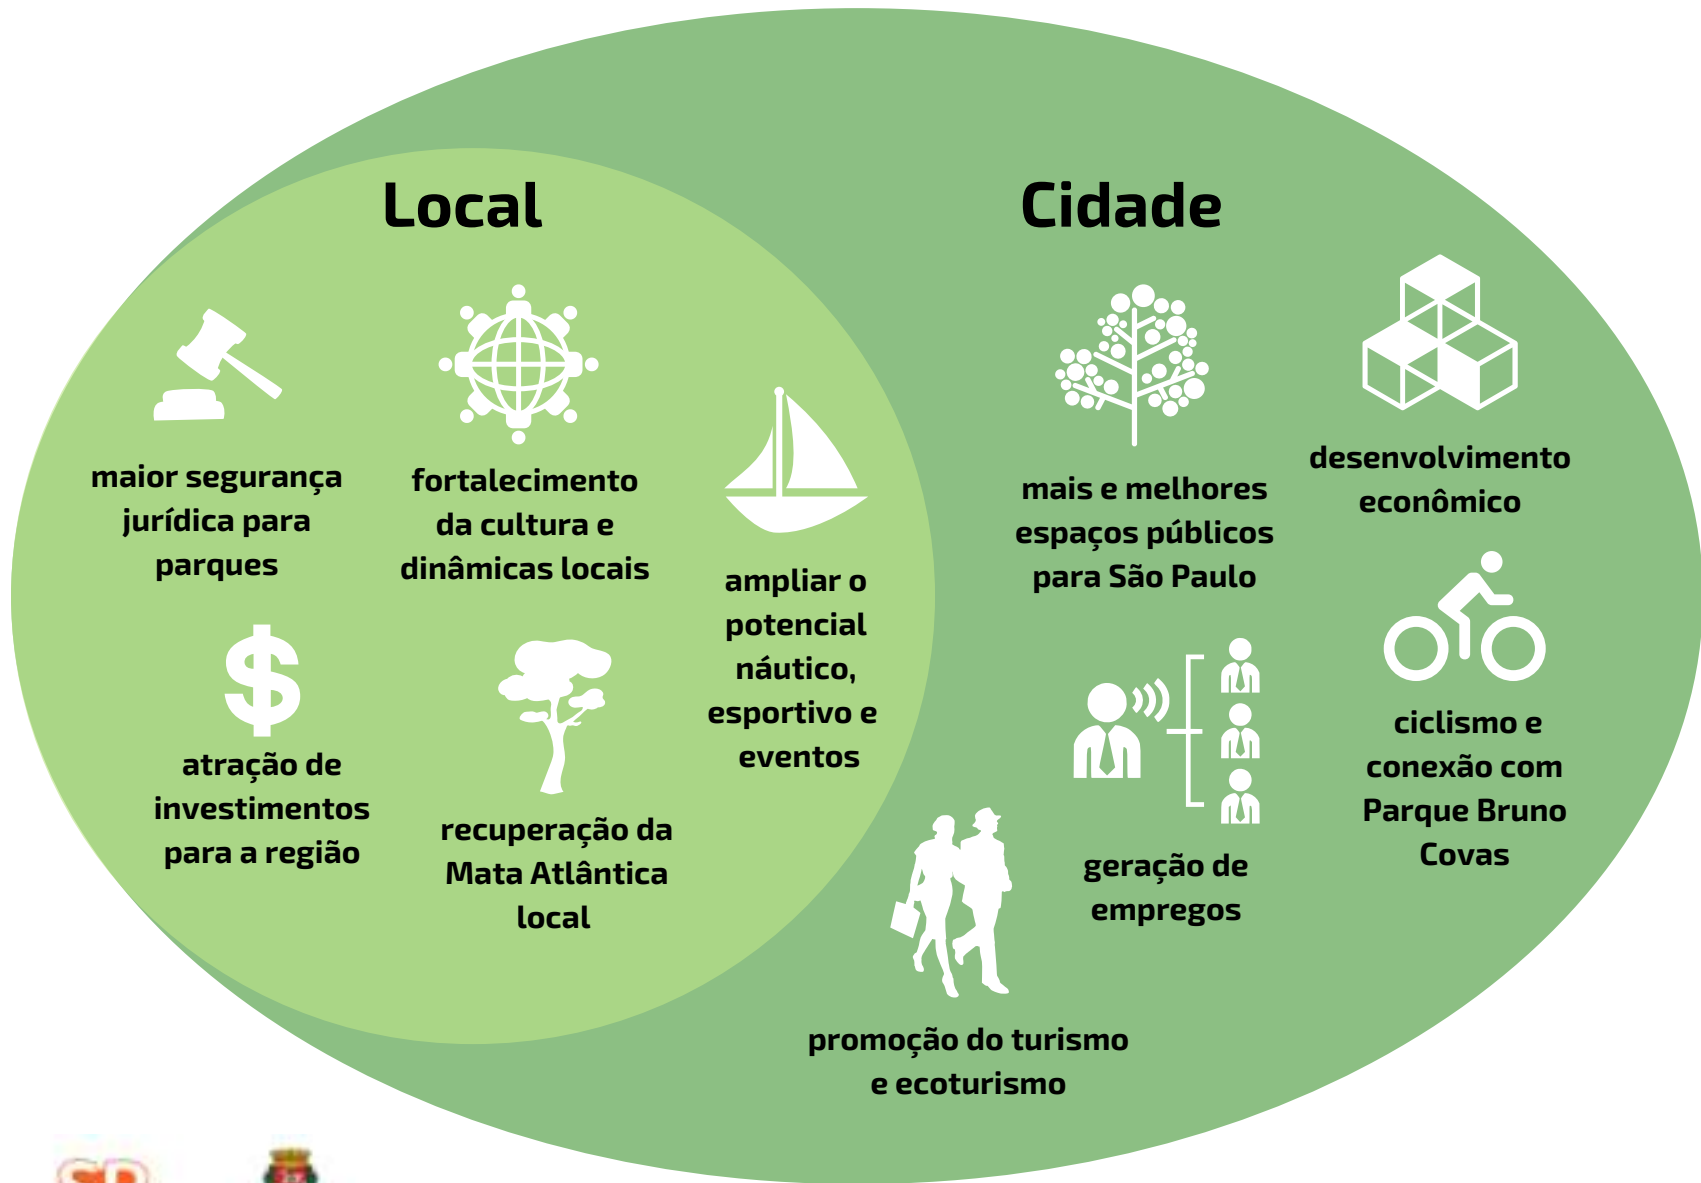 Local
maior segurança
jurídica para
parques
fortalecimento
da cultura e
dinâmicas locais
ampliar o
potencial
náutico,
esportivo e
eventos
atração de
investimentos
para a região
recuperação da
Mata Atlântica
local
Cidade
mais e melhores
espaços públicos
para São Paulo
desenvolvimento
econômico
ciclismo e
conexão com
Parque Bruno
Covas
geração de
empregos
promoção do turismo
e ecoturismo